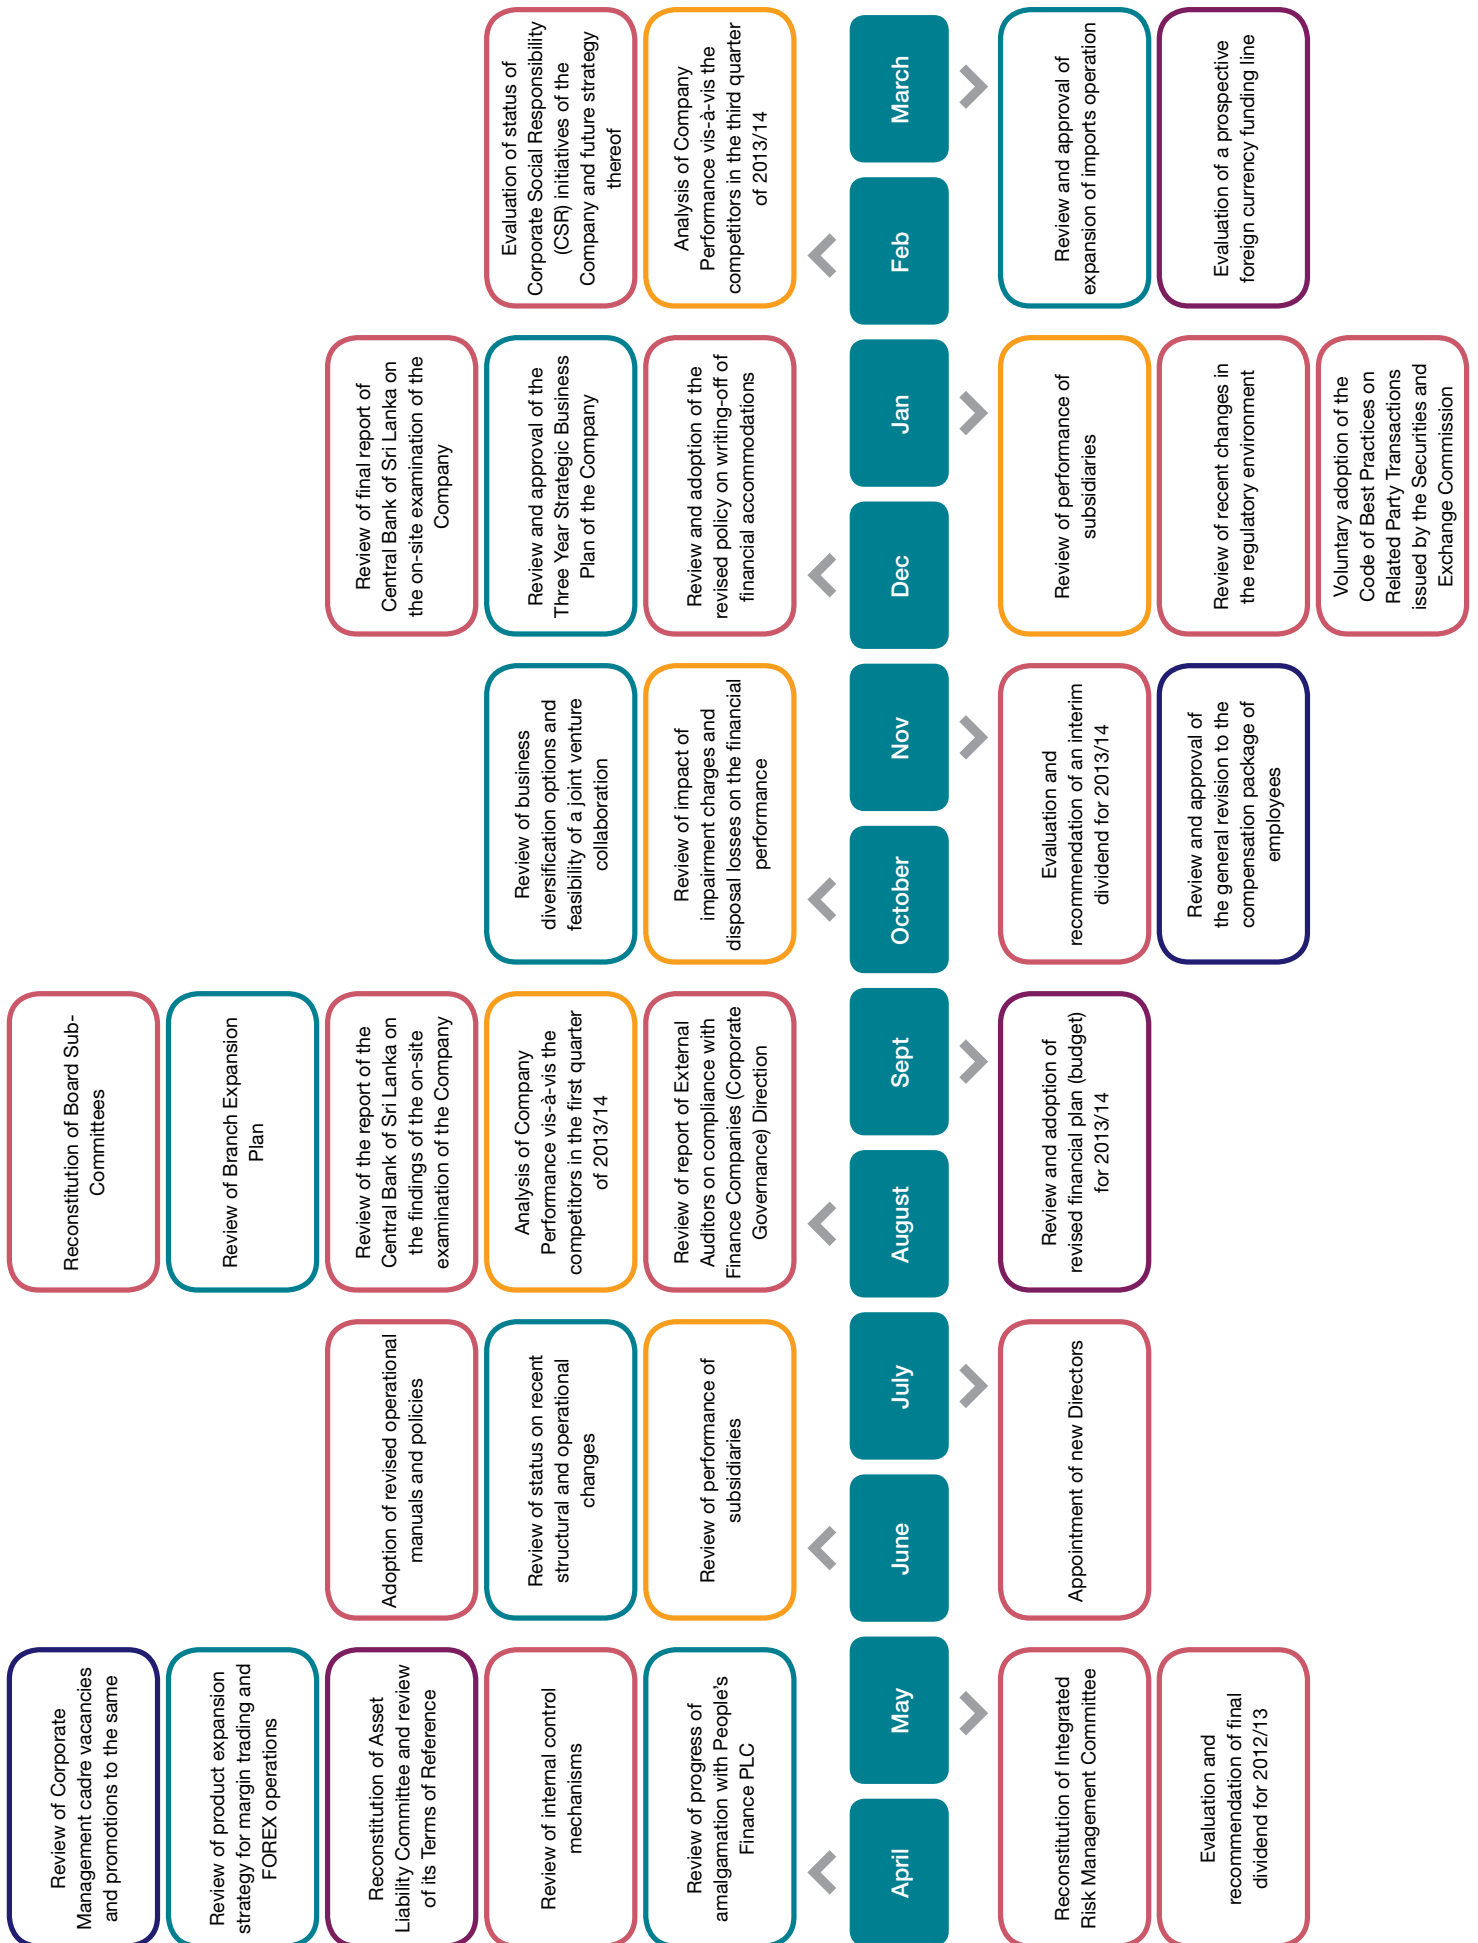 Review of Corporate
Management cadre vacancies
and promotions to the same
Review of product expansion
strategy for margin trading and
FOREX operations
Reconstitution of Asset
Liability Committee and review
of its Terms of Reference
Review of internal control
mechanisms
Review of progress of
amalgamation with People’s
Finance PLC
Adoption of revised operational
manuals and policies
Review of status on recent
structural and operational
changes
Review of performance of
subsidiaries
Reconstitution of Board Sub-
Committees
Review of Branch Expansion
Plan
Review of the report of the
Central Bank of Sri Lanka on
the findings of the on-site
examination of the Company
Analysis of Company
Performance vis-à-vis the
competitors in the first quarter
of 2013/14
Review of report of External
Auditors on compliance with
Finance Companies (Corporate
Governance) Direction
Review of business
diversification options and
feasibility of a joint venture
collaboration
Review of impact of
impairment charges and
disposal losses on the financial
performance
Review of final report of
Central Bank of Sri Lanka on
the on-site examination of the
Company
Review and approval of the
Three Year Strategic Business
Plan of the Company
Review and adoption of the
revised policy on writing-off of
financial accommodations
Evaluation of status of
Corporate Social Responsibility
(CSR) initiatives of the
Company and future strategy
thereof
Analysis of Company
Performance vis-à-vis the
competitors in the third quarter
of 2013/14
April
May
June
July
August
Sept
October
Nov
Dec
Jan
Feb
March
Reconstitution of Integrated
Risk Management Committee
Evaluation and
recommendation of final
dividend for 2012/13
Appointment of new Directors
Review and adoption of
revised financial plan (budget)
for 2013/14
Evaluation and
recommendation of an interim
dividend for 2013/14
Review and approval of
the general revision to the
compensation package of
employees
Review of performance of
subsidiaries
Review of recent changes in
the regulatory environment
Voluntary adoption of the
Code of Best Practices on
Related Party Transactions
issued by the Securities and
Exchange Commission
Review and approval of
expansion of imports operation
Evaluation of a prospective
foreign currency funding line